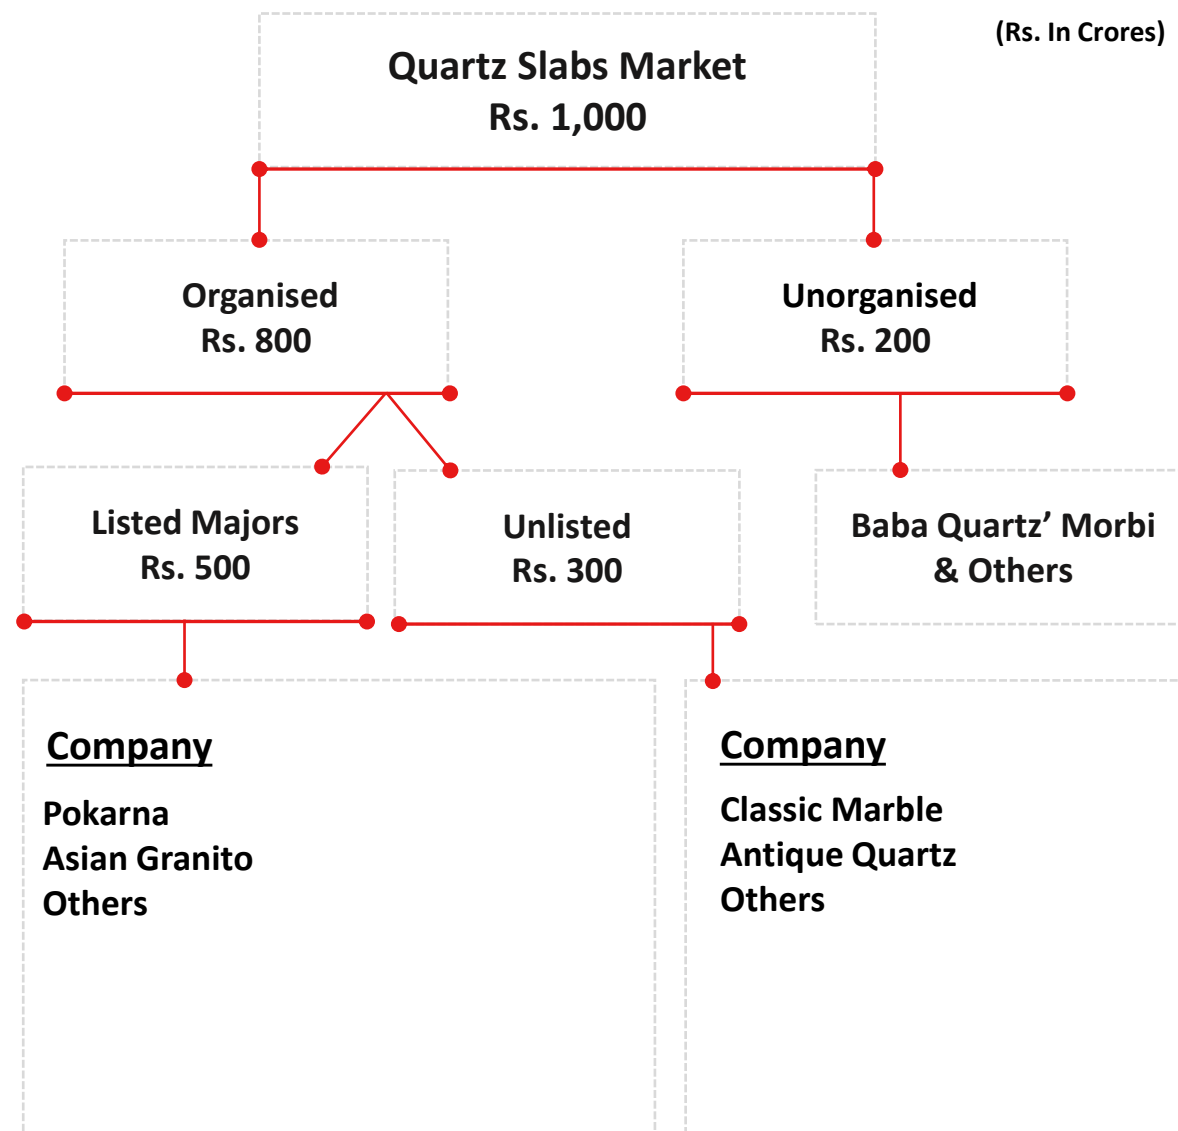 (Rs. In Crores)
Quartz Slabs Market
Rs. 1,000
Organised
Rs. 800
Unorganised
Rs. 200
Listed Majors
Rs. 500
Unlisted
Rs. 300
Baba Quartz’ Morbi
& Others
Company
Pokarna
Asian Granito
Others
Company
Classic Marble
Antique Quartz
Others